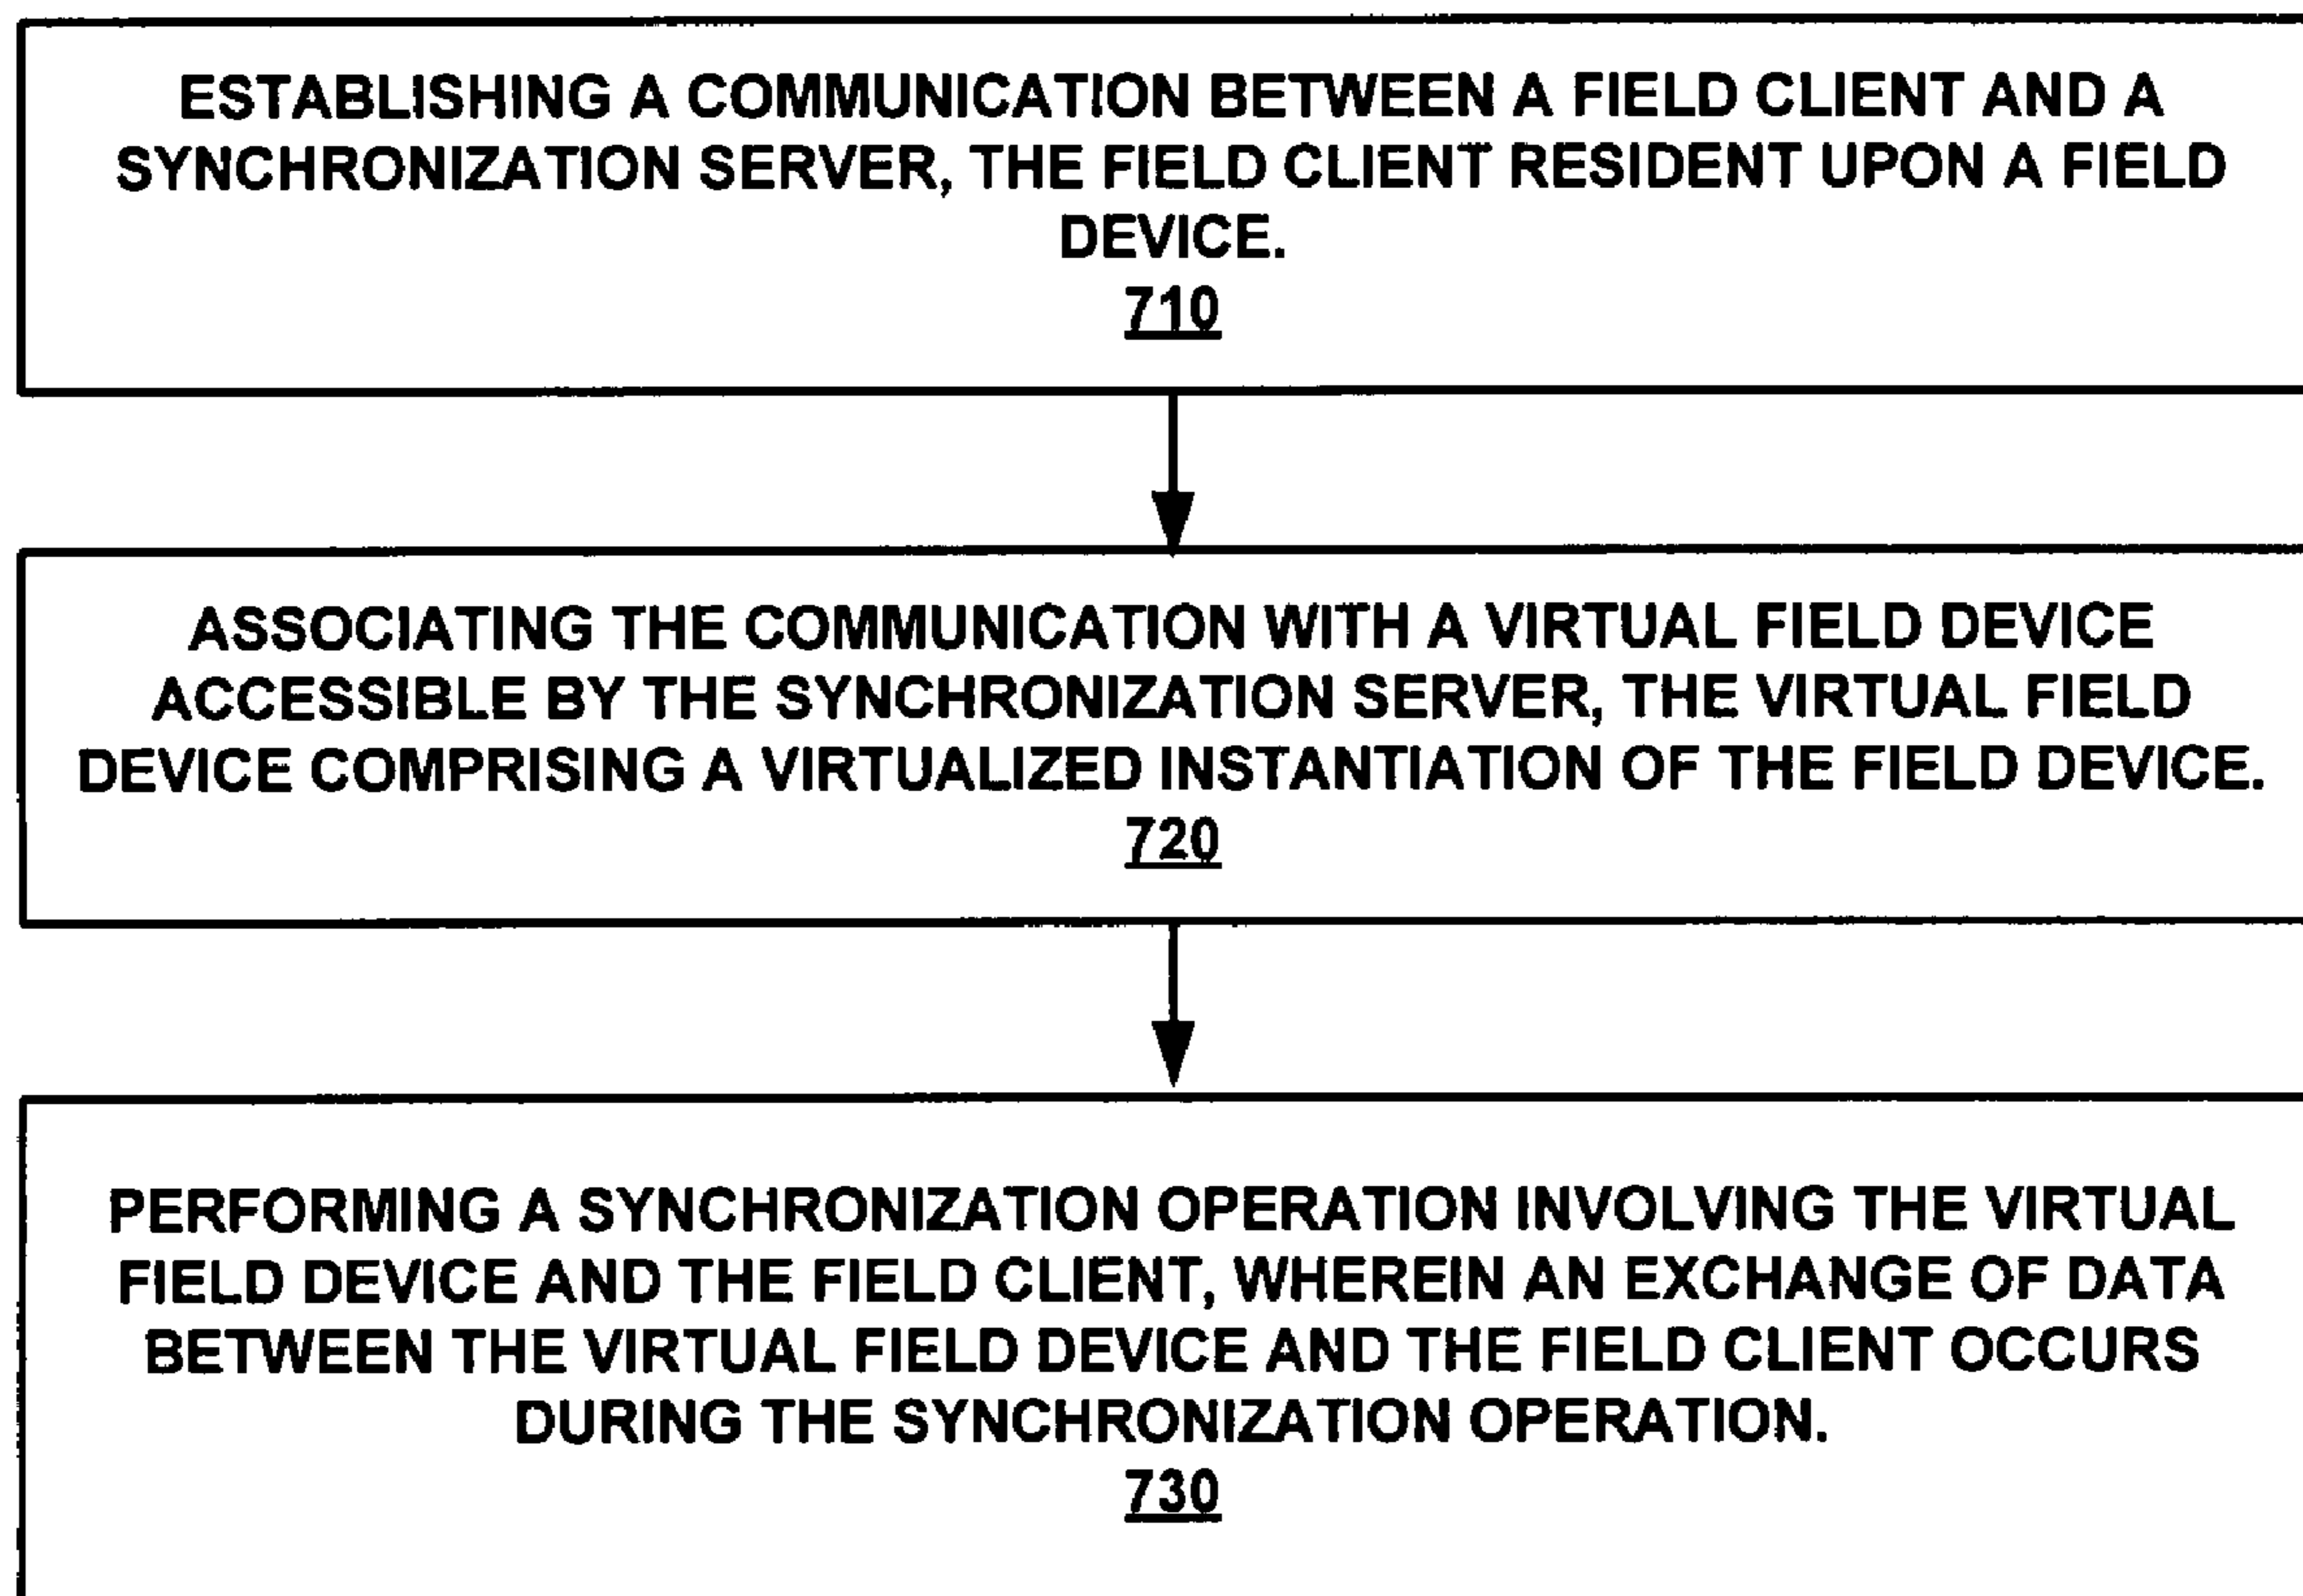 ESTABLISHING A COMMUNICATION BETWEEN A FIELD CLIENT AND A
SYNCHRONIZATION SERVER, THE FIELD CLIENT RESIDENT UPON A FIELD
DEVICE.
710
ASSOCIATING THE COMMUNICATION WITH A VIRTUAL FIELD DEVICE
ACCESSIBLE BY THE SYNCHRONIZATION SERVER, THE VIRTUAL FIELD
DEVICE COMPRISING A VIRTUALIZED INSTANTIATION OF THE FIELD DEVICE.
720
PERFORMING A SYNCHRONIZATION OPERATION INVOLVING THE VIRTUAL
FIELD DEVICE AND THE FIELD CLIENT, WHEREIN AN EXCHANGE OF DATA
BETWEEN THE VIRTUAL FIELD DEVICE AND THE FIELD CLIENT OCCURS
DURING THE SYNCHRONIZATION OPERATION.
730